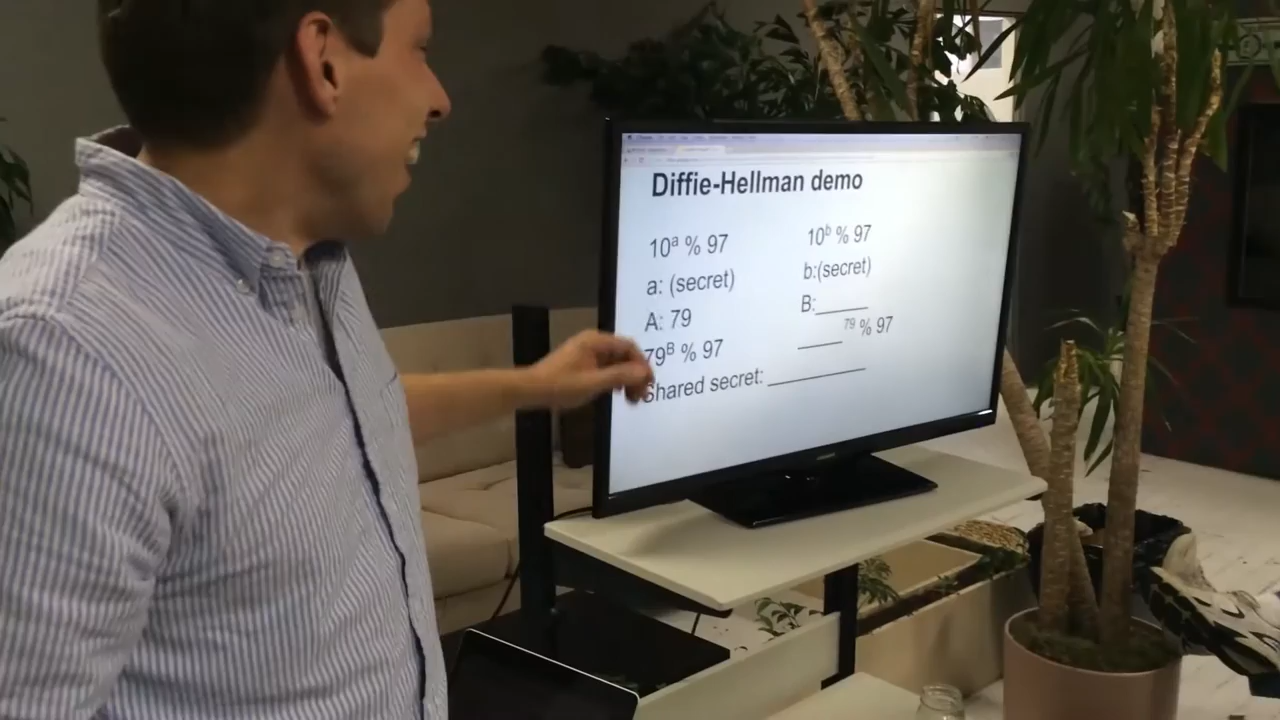 Diffie-Hellman demo
10ᵃ % 97
a: (secret)
A: 79
79ᴮ % 97
10ᵇ % 97
b:(secret)
B:______
_____ ⁷⁹ % 97
Shared secret: __________